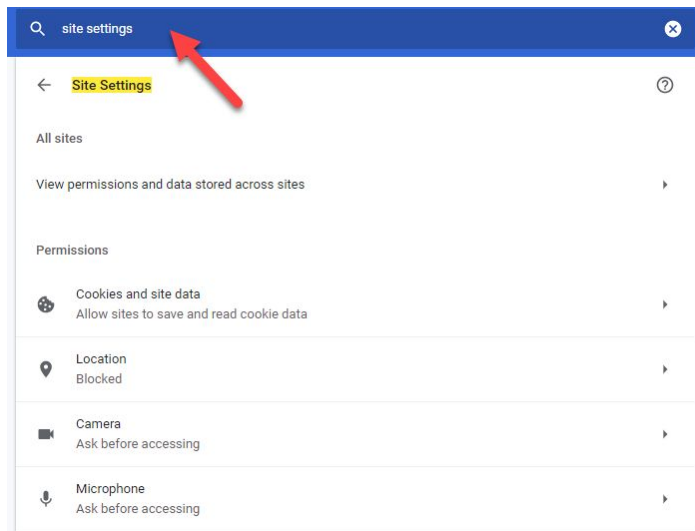 site settings
Site Settings
All sites
View permissions and data stored across sites
Permissions
Cookies and site data
Allow sites to save and read cookie data
Location
Blocked
Camera
Ask before accessing
Microphone
Ask before accessing